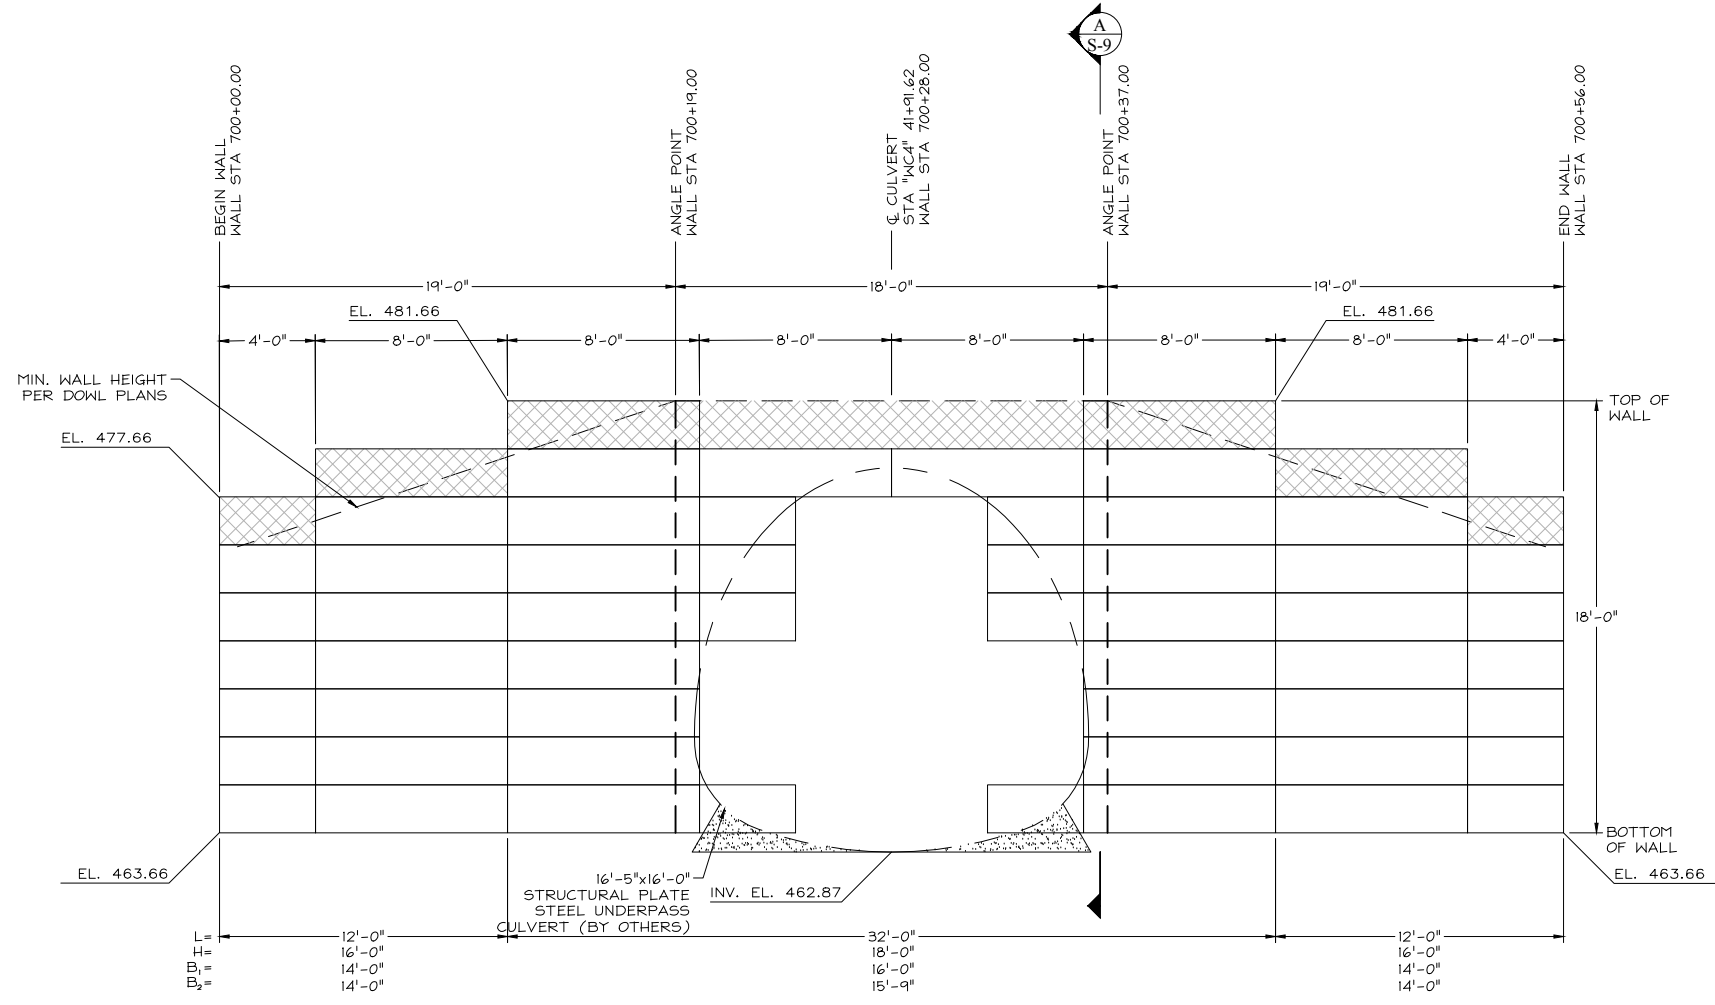 A
S-9
BEGIN WALL
WALL STA 700+00.00
ANGLE POINT
WALL STA 700+19.00
℄ CULVERT
STA "WC4" 41+91.62
WALL STA 700+28.00
ANGLE POINT
WALL STA 700+37.00
END WALL
WALL STA 700+56.00
19'-0"
18'-0"
19'-0"
EL. 481.66
EL. 481.66
4'-0"
8'-0"
8'-0"
8'-0"
8'-0"
8'-0"
8'-0"
4'-0"
MIN. WALL HEIGHT
PER DOWL PLANS
TOP OF
WALL
EL. 477.66
18'-0"
BOTTOM
OF WALL
EL. 463.66
EL. 463.66
16'-5"x16'-0"
STRUCTURAL PLATE
STEEL UNDERPASS
CULVERT (BY OTHERS)
INV. EL. 462.87
L= 12'-0" 32'-0" 12'-0"
H= 16'-0" 18'-0" 16'-0"
B₁= 14'-0" 16'-0" 14'-0"
B₂= 14'-0" 15'-9" 14'-0"